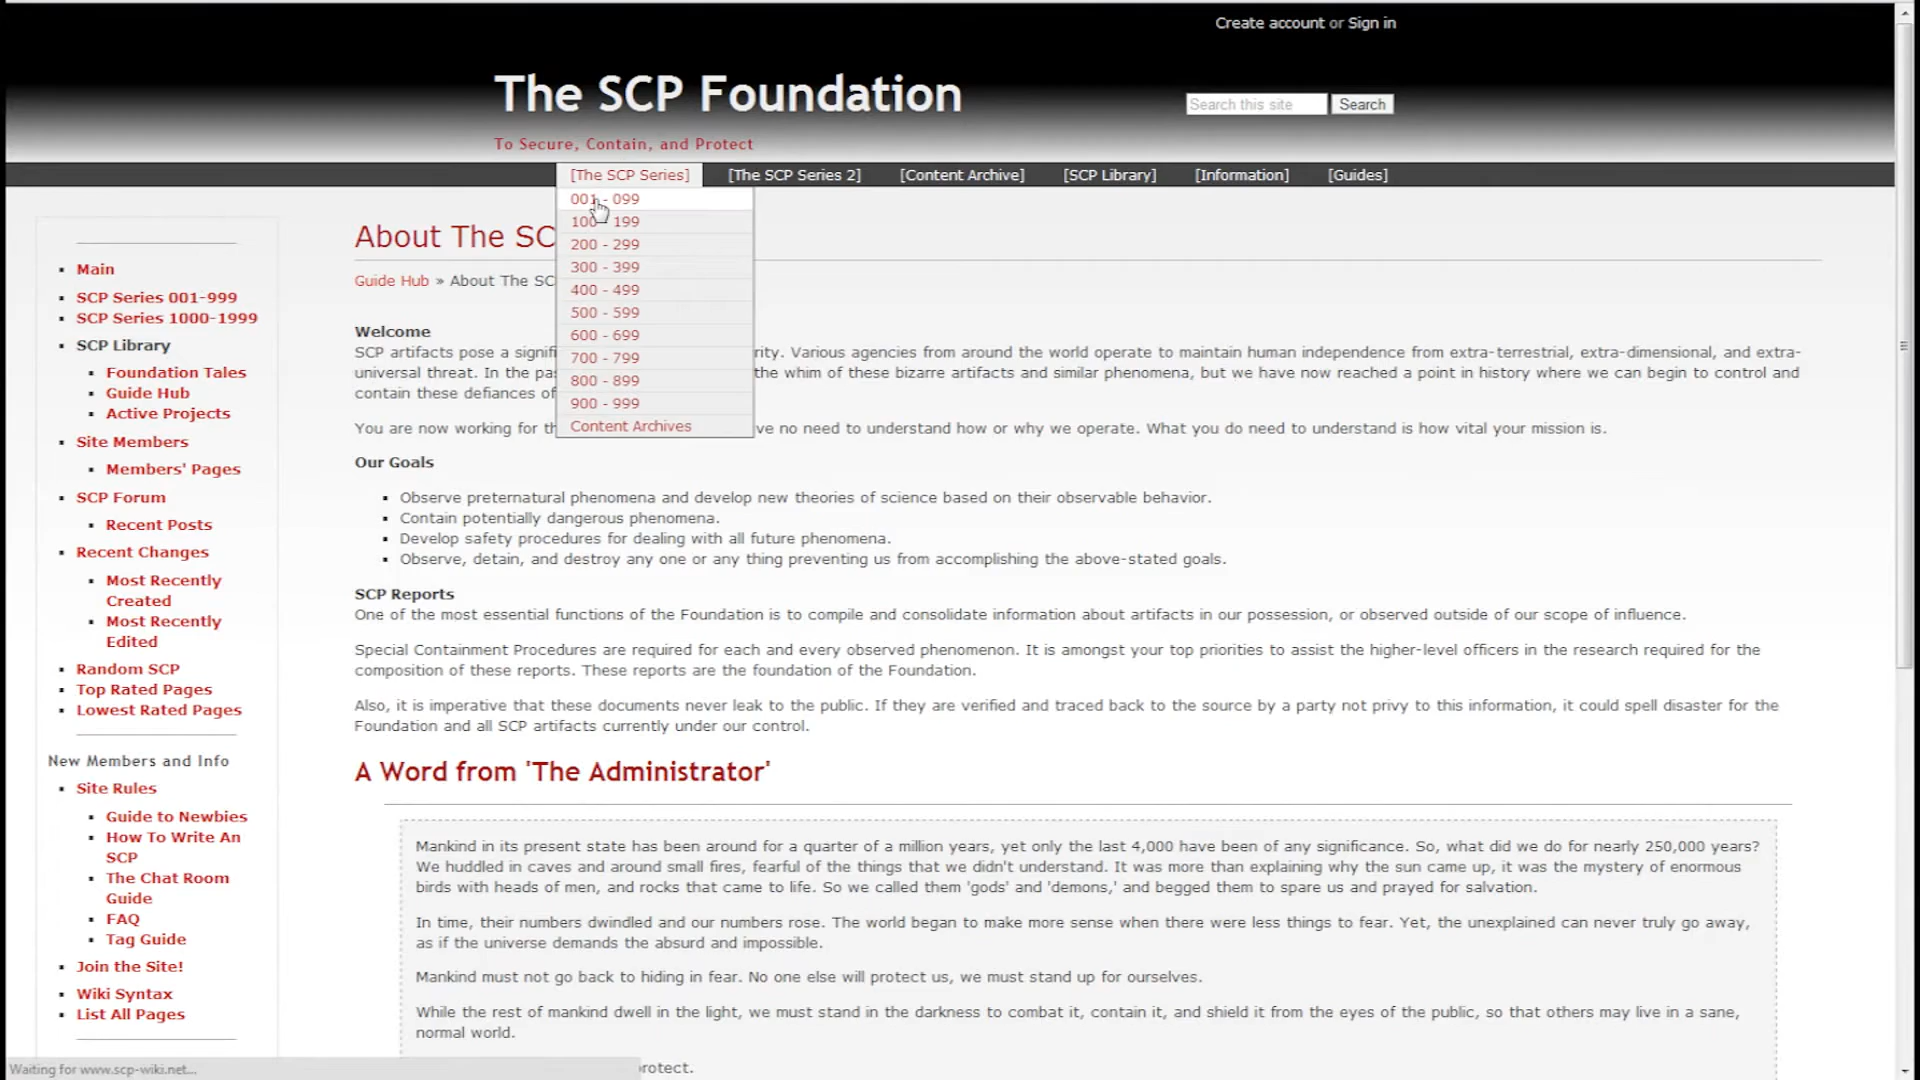 Create account or Sign in
The SCP Foundation
Search this site
Search
To Secure, Contain, and Protect
[The SCP Series]
[The SCP Series 2]
[Content Archive]
[SCP Library]
[Information]
[Guides]
001 - 099
100 - 199
200 - 299
300 - 399
400 - 499
500 - 599
600 - 699
700 - 799
800 - 899
900 - 999
Content Archives
Main
SCP Series 001-999
SCP Series 1000-1999
SCP Library
Foundation Tales
Guide Hub
Active Projects
Site Members
Members' Pages
SCP Forum
Recent Posts
Recent Changes
Most Recently
Created
Most Recently
Edited
Random SCP
Top Rated Pages
Lowest Rated Pages
New Members and Info
Site Rules
Guide to Newbies
How To Write An
SCP
The Chat Room
Guide
FAQ
Tag Guide
Join the Site!
Wiki Syntax
List All Pages
About The SC
Guide Hub » About The SC
Welcome
SCP artifacts pose a signifi rity. Various agencies from around the world operate to maintain human independence from extra-terrestrial, extra-dimensional, and extra-
universal threat. In the pa the whim of these bizarre artifacts and similar phenomena, but we have now reached a point in history where we can begin to control and
contain these defiances of
You are now working for th ve no need to understand how or why we operate. What you do need to understand is how vital your mission is.
Our Goals
Observe preternatural phenomena and develop new theories of science based on their observable behavior.
Contain potentially dangerous phenomena.
Develop safety procedures for dealing with all future phenomena.
Observe, detain, and destroy any one or any thing preventing us from accomplishing the above-stated goals.
SCP Reports
One of the most essential functions of the Foundation is to compile and consolidate information about artifacts in our possession, or observed outside of our scope of influence.
Special Containment Procedures are required for each and every observed phenomenon. It is amongst your top priorities to assist the higher-level officers in the research required for the
composition of these reports. These reports are the foundation of the Foundation.
Also, it is imperative that these documents never leak to the public. If they are verified and traced back to the source by a party not privy to this information, it could spell disaster for the
Foundation and all SCP artifacts currently under our control.
A Word from 'The Administrator'
Mankind in its present state has been around for a quarter of a million years, yet only the last 4,000 have been of any significance. So, what did we do for nearly 250,000 years?
We huddled in caves and around small fires, fearful of the things that we didn't understand. It was more than explaining why the sun came up, it was the mystery of enormous
birds with heads of men, and rocks that came to life. So we called them 'gods' and 'demons,' and begged them to spare us and prayed for salvation.
In time, their numbers dwindled and our numbers rose. The world began to make more sense when there were less things to fear. Yet, the unexplained can never truly go away,
as if the universe demands the absurd and impossible.
Mankind must not go back to hiding in fear. No one else will protect us, we must stand up for ourselves.
While the rest of mankind dwell in the light, we must stand in the darkness to combat it, contain it, and shield it from the eyes of the public, so that others may live in a sane,
normal world.
rotect.
Waiting for www.scp-wiki.net...